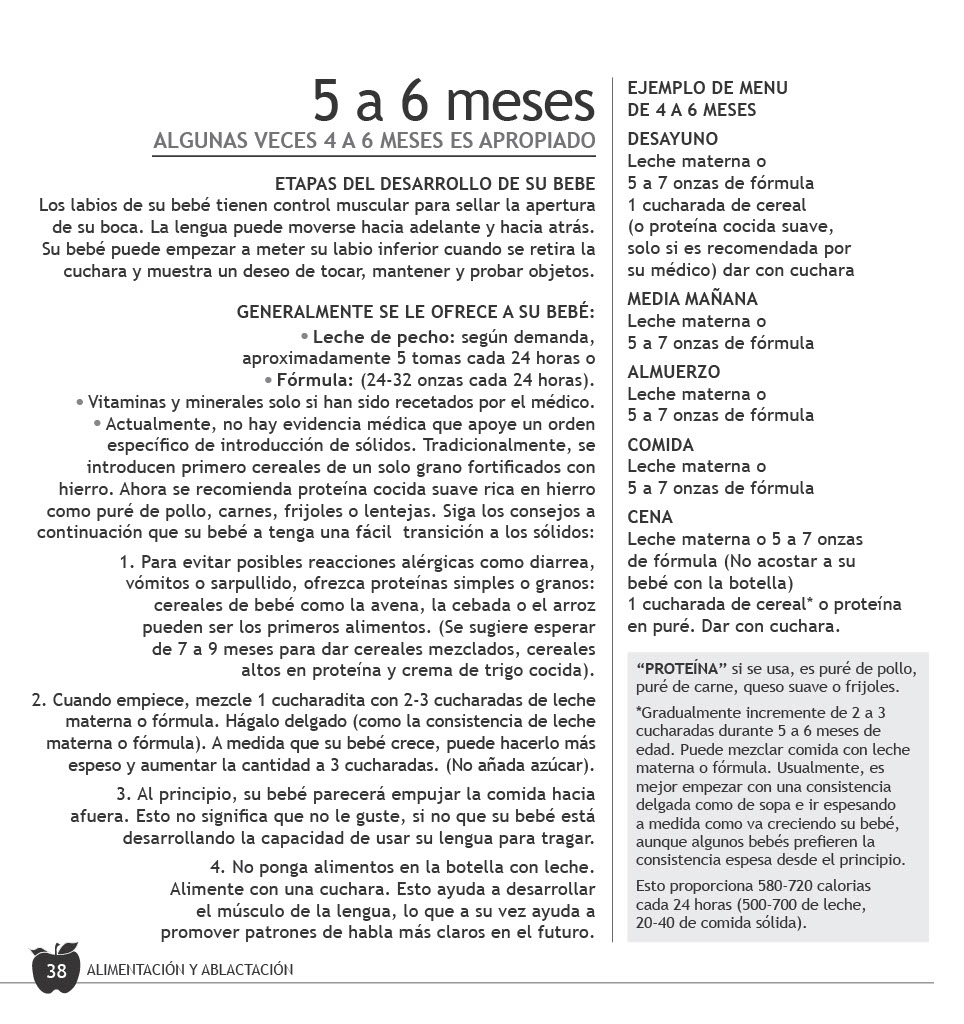 5 a 6 meses
ALGUNAS VECES 4 A 6 MESES ES APROPIADO
ETAPAS DEL DESARROLLO DE SU BEBE
Los labios de su bebé tienen control muscular para sellar la apertura
de su boca. La lengua puede moverse hacia adelante y hacia atrás.
Su bebé puede empezar a meter su labio inferior cuando se retira la
cuchara y muestra un deseo de tocar, mantener y probar objetos.
GENERALMENTE SE LE OFRECE A SU BEBÉ:
• Leche de pecho: según demanda,
aproximadamente 5 tomas cada 24 horas o
• Fórmula: (24-32 onzas cada 24 horas).
• Vitaminas y minerales solo si han sido recetados por el médico.
• Actualmente, no hay evidencia médica que apoye un orden
específico de introducción de sólidos. Tradicionalmente, se
introducen primero cereales de un solo grano fortificados con
hierro. Ahora se recomienda proteína cocida suave rica en hierro
como puré de pollo, carnes, frijoles o lentejas. Siga los consejos a
continuación que su bebé a tenga una fácil  transición a los sólidos:
1. Para evitar posibles reacciones alérgicas como diarrea,
vómitos o sarpullido, ofrezca proteínas simples o granos:
cereales de bebé como la avena, la cebada o el arroz
pueden ser los primeros alimentos. (Se sugiere esperar
de 7 a 9 meses para dar cereales mezclados, cereales
altos en proteína y crema de trigo cocida).
2. Cuando empiece, mezcle 1 cucharadita con 2-3 cucharadas de leche
materna o fórmula. Hágalo delgado (como la consistencia de leche
materna o fórmula). A medida que su bebé crece, puede hacerlo más
espeso y aumentar la cantidad a 3 cucharadas. (No añada azúcar).
3. Al principio, su bebé parecerá empujar la comida hacia
afuera. Esto no significa que no le guste, si no que su bebé está
desarrollando la capacidad de usar su lengua para tragar.
4. No ponga alimentos en la botella con leche.
Alimente con una cuchara. Esto ayuda a desarrollar
el músculo de la lengua, lo que a su vez ayuda a
promover patrones de habla más claros en el futuro.
EJEMPLO DE MENU
DE 4 A 6 MESES
DESAYUNO
Leche materna o
5 a 7 onzas de fórmula
1 cucharada de cereal
(o proteína cocida suave,
solo si es recomendada por
su médico) dar con cuchara
MEDIA MAÑANA
Leche materna o
5 a 7 onzas de fórmula
ALMUERZO
Leche materna o
5 a 7 onzas de fórmula
COMIDA
Leche materna o
5 a 7 onzas de fórmula
CENA
Leche materna o 5 a 7 onzas
de fórmula (No acostar a su
bebé con la botella)
1 cucharada de cereal* o proteína
en puré. Dar con cuchara.
“PROTEÍNA” si se usa, es puré de pollo,
puré de carne, queso suave o frijoles.
*Gradualmente incremente de 2 a 3
cucharadas durante 5 a 6 meses de
edad. Puede mezclar comida con leche
materna o fórmula. Usualmente, es
mejor empezar con una consistencia
delgada como de sopa e ir espesando
a medida como va creciendo su bebé,
aunque algunos bebés prefieren la
consistencia espesa desde el principio.
Esto proporciona 580-720 calorias
cada 24 horas (500-700 de leche,
20-40 de comida sólida).
38 ALIMENTACIÓN Y ABLACTACIÓN